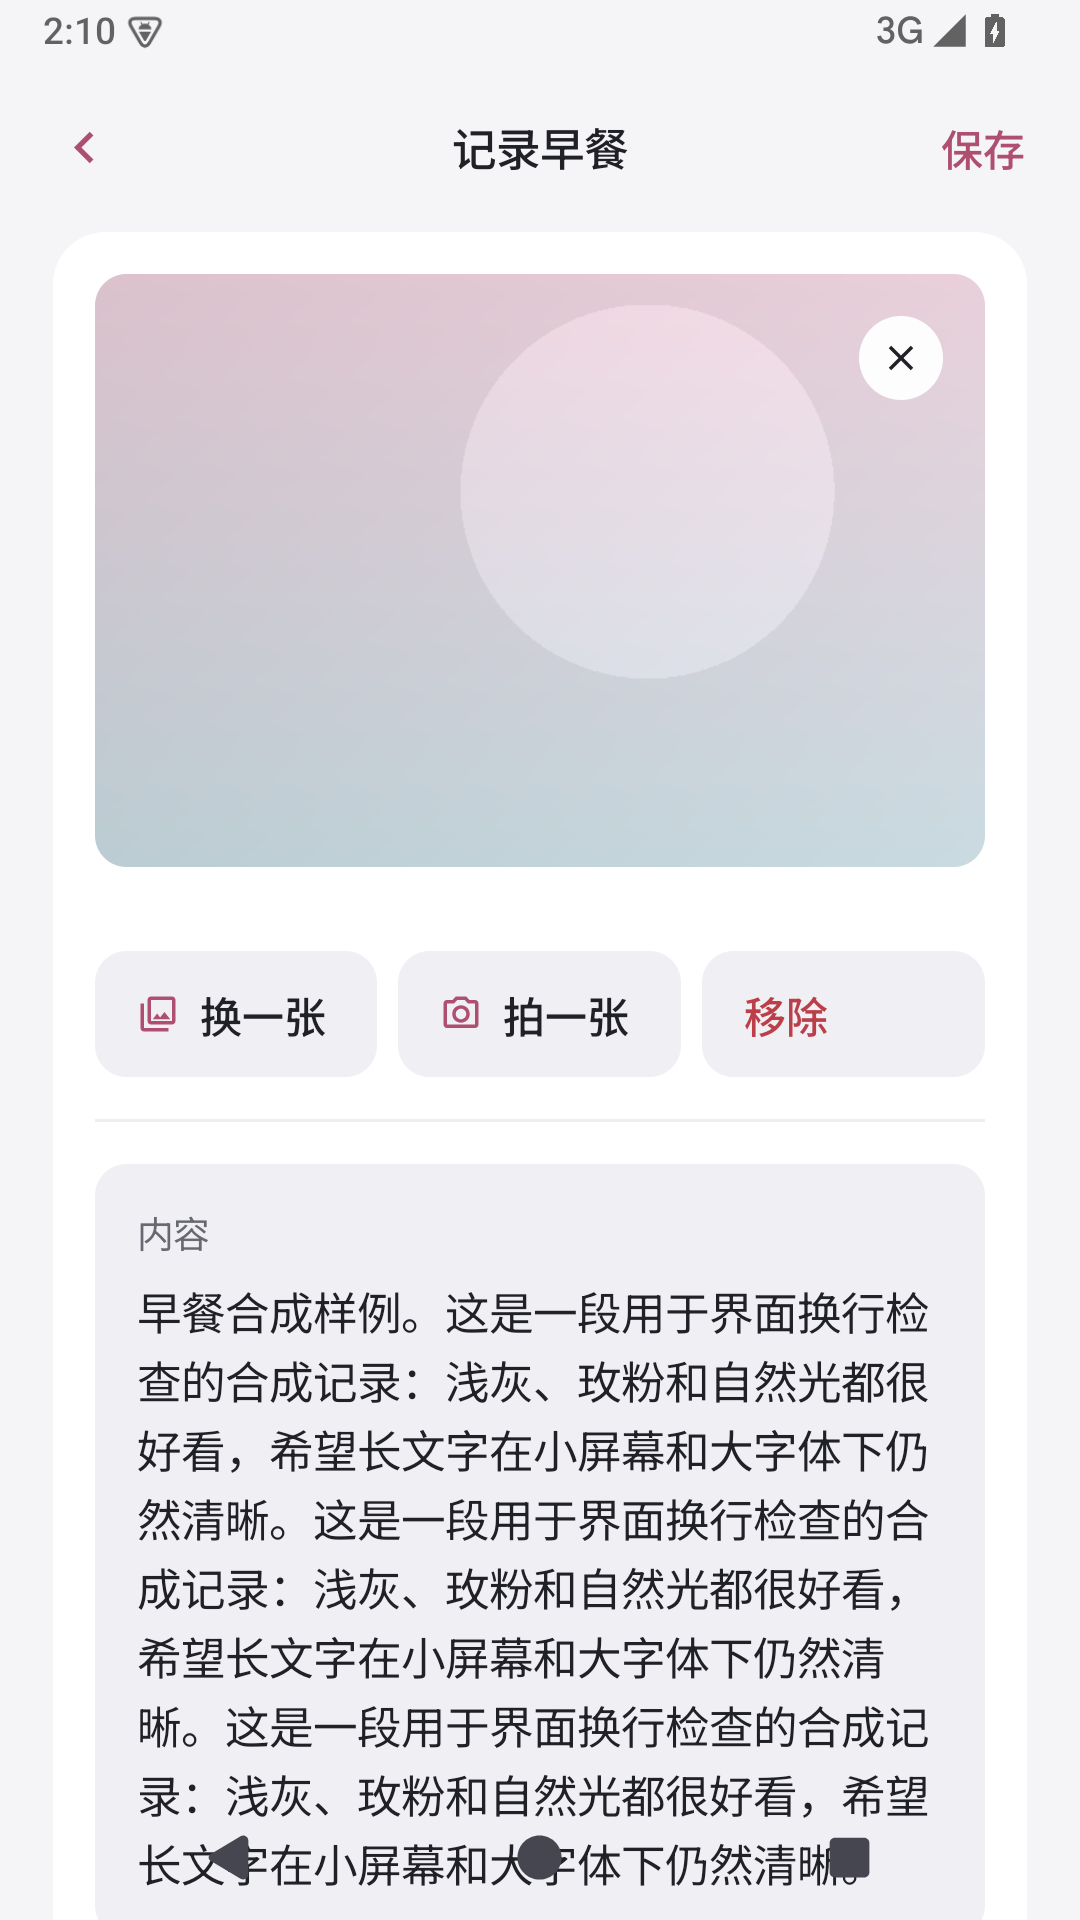 2:10
3G
记录早餐
保存
换一张
拍一张
移除
内容
早餐合成样例。这是一段用于界面换行检
查的合成记录：浅灰、玫粉和自然光都很
好看，希望长文字在小屏幕和大字体下仍
然清晰。这是一段用于界面换行检查的合
成记录：浅灰、玫粉和自然光都很好看，
希望长文字在小屏幕和大字体下仍然清
晰。这是一段用于界面换行检查的合成记
录：浅灰、玫粉和自然光都很好看，希望
长文字在小屏幕和大字体下仍然清晰。